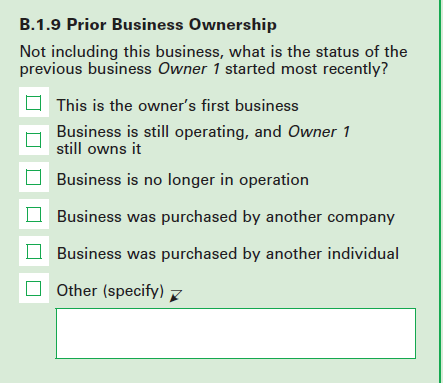 B.1.9 Prior Business Ownership
Not including this business, what is the status of the
previous business Owner 1 started most recently?
This is the owner's first business
Business is still operating, and Owner 1
still owns it
Business is no longer in operation
Business was purchased by another company
Business was purchased by another individual
Other (specify)